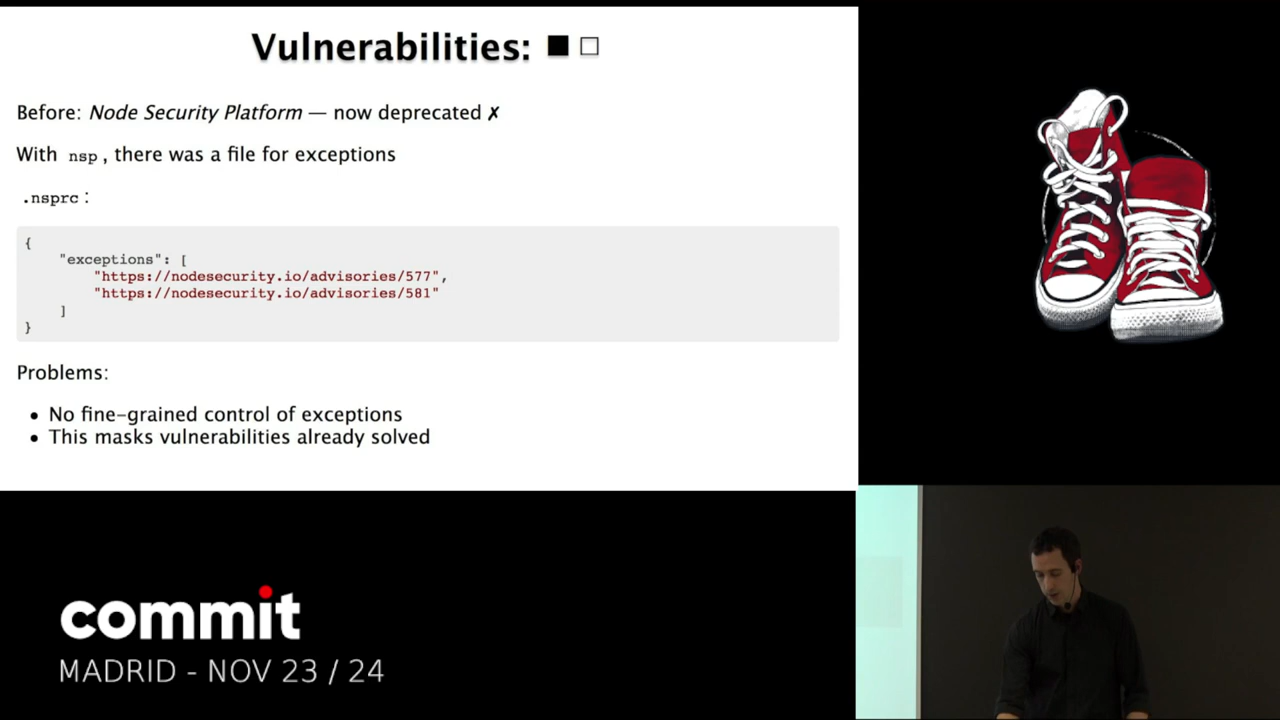 Vulnerabilities: ■ □
Before: Node Security Platform — now deprecated ✗
With nsp, there was a file for exceptions
.nsprc:
{
    "exceptions": [
        "https://nodesecurity.io/advisories/577",
        "https://nodesecurity.io/advisories/581"
    ]
}
Problems:
• No fine-grained control of exceptions
• This masks vulnerabilities already solved
commit
MADRID - NOV 23 / 24